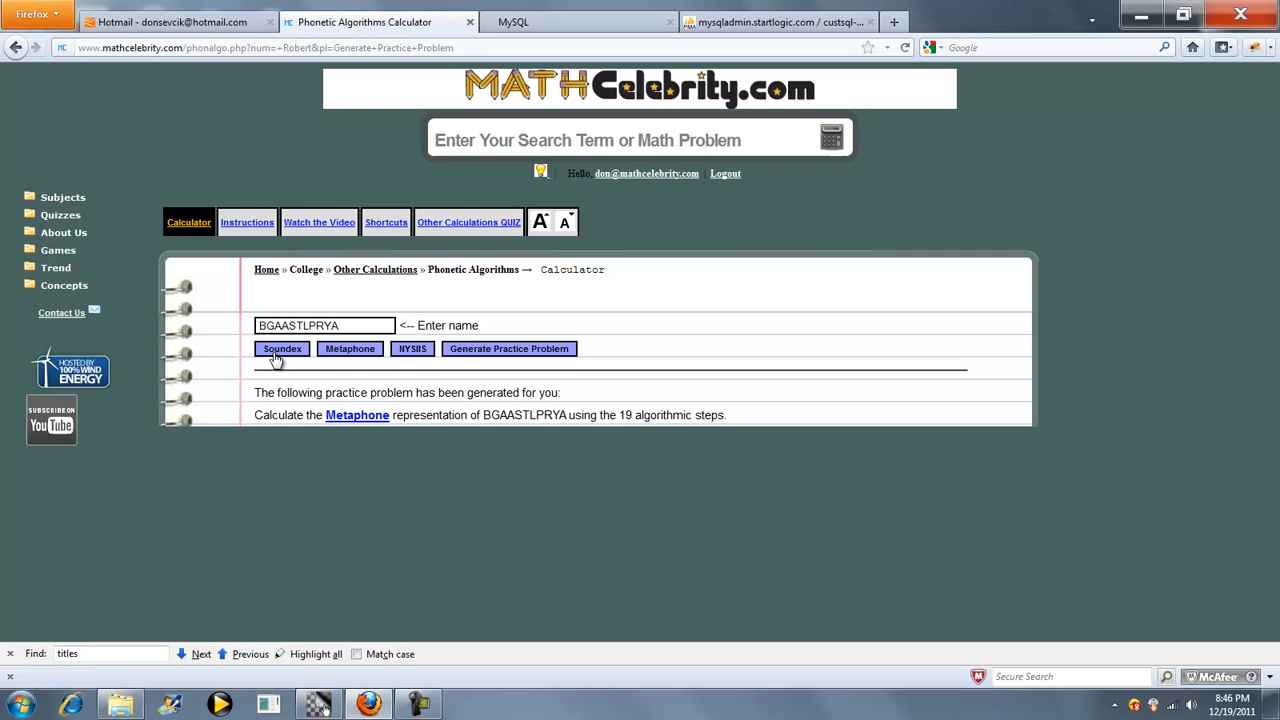 Firefox
Hotmail - donsevcik@hotmail.com
Phonetic Algorithms Calculator
MySQL
mysqladmin.startlogic.com / custsql-...
www.mathcelebrity.com/phonalgo.php?num=+Robert&pl=Generate+Practice+Problem
Google
MATHCelebrity.com
Enter Your Search Term or Math Problem
| Hello, don@mathcelebrity.com | Logout
Subjects
Quizzes
About Us
Games
Trend
Concepts
Contact Us
HOSTED BY
100% WIND
ENERGY
SUBSCRIBE ON
YouTube
Calculator
Instructions
Watch the Video
Shortcuts
Other Calculations QUIZ
A
A
Home » College » Other Calculations » Phonetic Algorithms → Calculator
BGAASTLPRYA <-- Enter name
Soundex
Metaphone
NYSIIS
Generate Practice Problem
The following practice problem has been generated for you:
Calculate the Metaphone representation of BGAASTLPRYA using the 19 algorithmic steps.
Find: titles
Next
Previous
Highlight all
Match case
Secure Search
McAfee
8:46 PM
12/19/2011